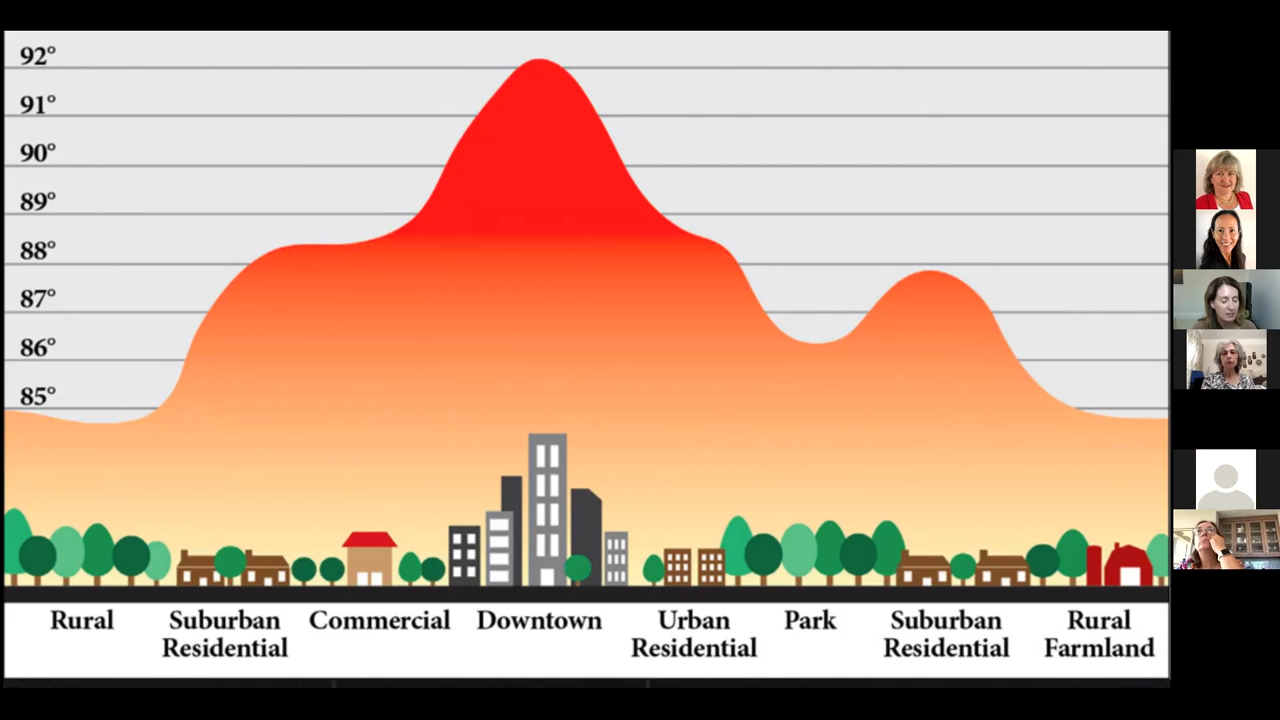 92°
91°
90°
89°
88°
87°
86°
85°
Rural
Suburban
Residential
Commercial
Downtown
Urban
Residential
Park
Suburban
Residential
Rural
Farmland